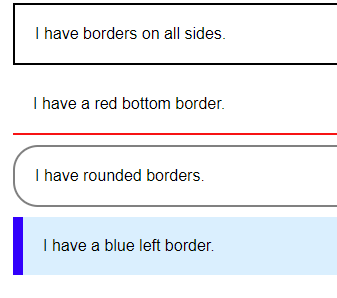 I have borders on all sides.
I have a red bottom border.
I have rounded borders.
I have a blue left border.